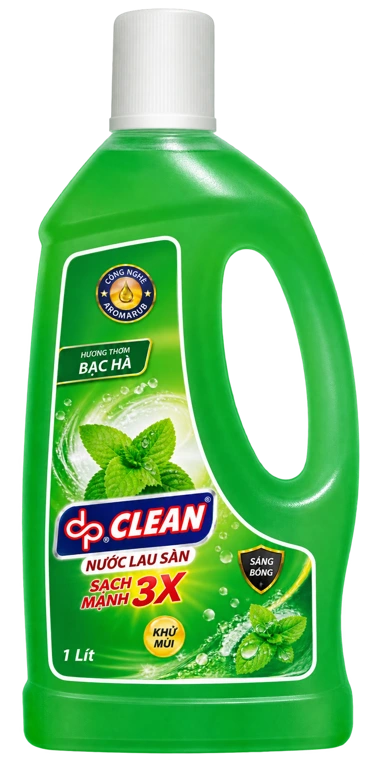 CÔNG NGHỆ
AROMARUB
HƯƠNG THƠM
BẠC HÀ
dp CLEAN®
NƯỚC LAU SÀN
SẠCH
MẠNH 3X
SÁNG
BÓNG
KHỬ
MÙI
1 Lít